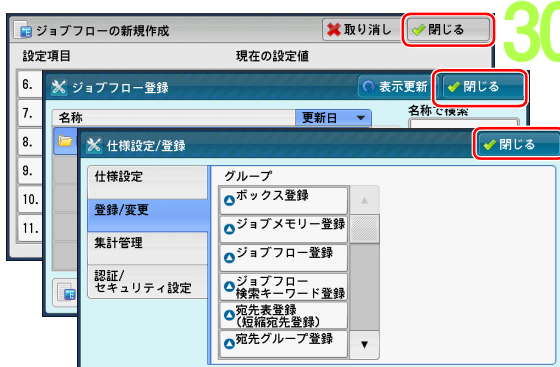 ジョブフローの新規作成 取り消し 閉じる
30
設定項目 現在の設定値
6.
7.
8.
9.
10.
11.
ジョブフロー登録 表示更新 閉じる
名称 更新日 名称で検索
仕様設定/登録 閉じる
仕様設定
登録/変更
集計管理
認証/
セキュリティ設定
グループ
ボックス登録
ジョブメモリー登録
ジョブフロー登録
ジョブフロー
検索キーワード登録
宛先表登録
(短縮宛先登録)
宛先グループ登録